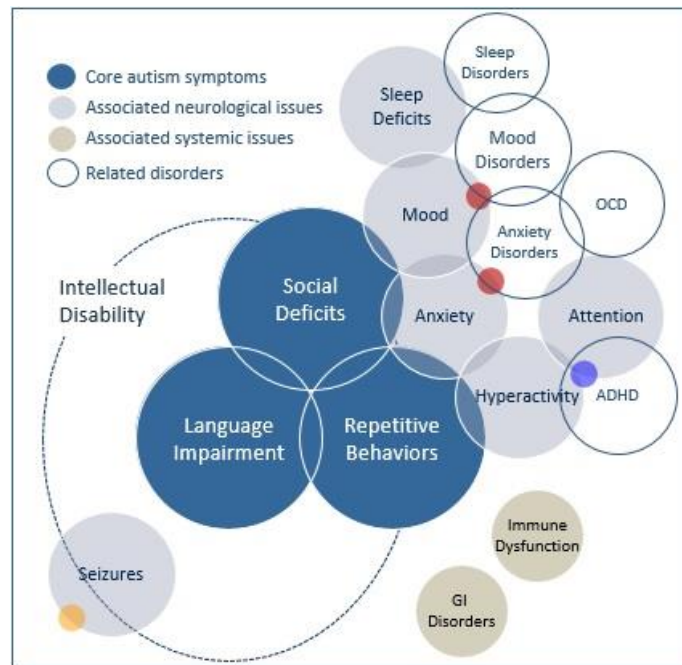 Core autism symptoms
Associated neurological issues
Associated systemic issues
Related disorders
Sleep
Disorders
Sleep
Deficits
Mood
Disorders
Mood
OCD
Anxiety
Disorders
Intellectual
Disability
Social
Deficits
Anxiety
Attention
Hyperactivity
ADHD
Language
Impairment
Repetitive
Behaviors
Immune
Dysfunction
Seizures
GI
Disorders